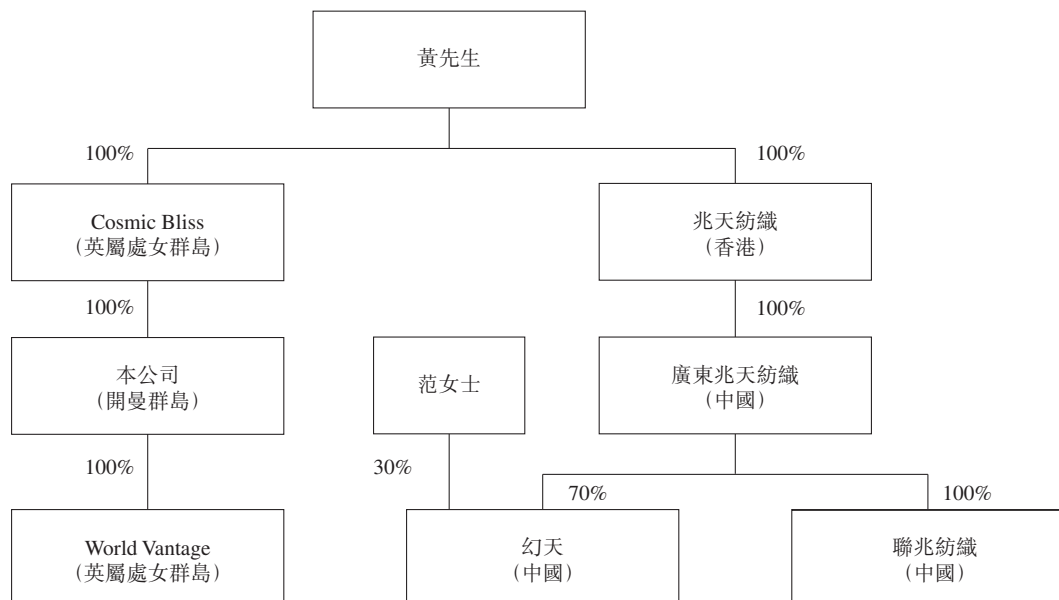 黃先生
100%
100%
Cosmic Bliss
（英屬處女群島）
兆天紡織
（香港）
100%
100%
本公司
（開曼群島）
范女士
廣東兆天紡織
（中國）
100%
30%
70%
100%
World Vantage
（英屬處女群島）
幻天
（中國）
聯兆紡織
（中國）